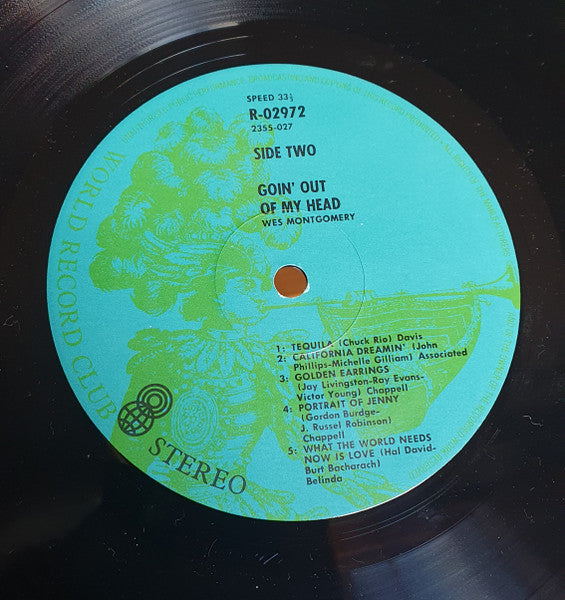 SPEED 33⅓
R-02972
2355-027
SIDE TWO
GOIN' OUT
OF MY HEAD
WES MONTGOMERY
1: TEQUILA (Chuck Rio) Davis
2: CALIFORNIA DREAMIN' (John
Phillips-Michelle Gilliam) Associated
3: GOLDEN EARRINGS
(Jay Livingston-Ray Evans-
Victor Young) Chappell
4: PORTRAIT OF JENNY
(Gordon Burdge-
J. Russel Robinson)
Chappell
5: WHAT THE WORLD NEEDS
NOW IS LOVE (Hal David-
Burt Bacharach)
Belinda
WORLD RECORD CLUB
STEREO